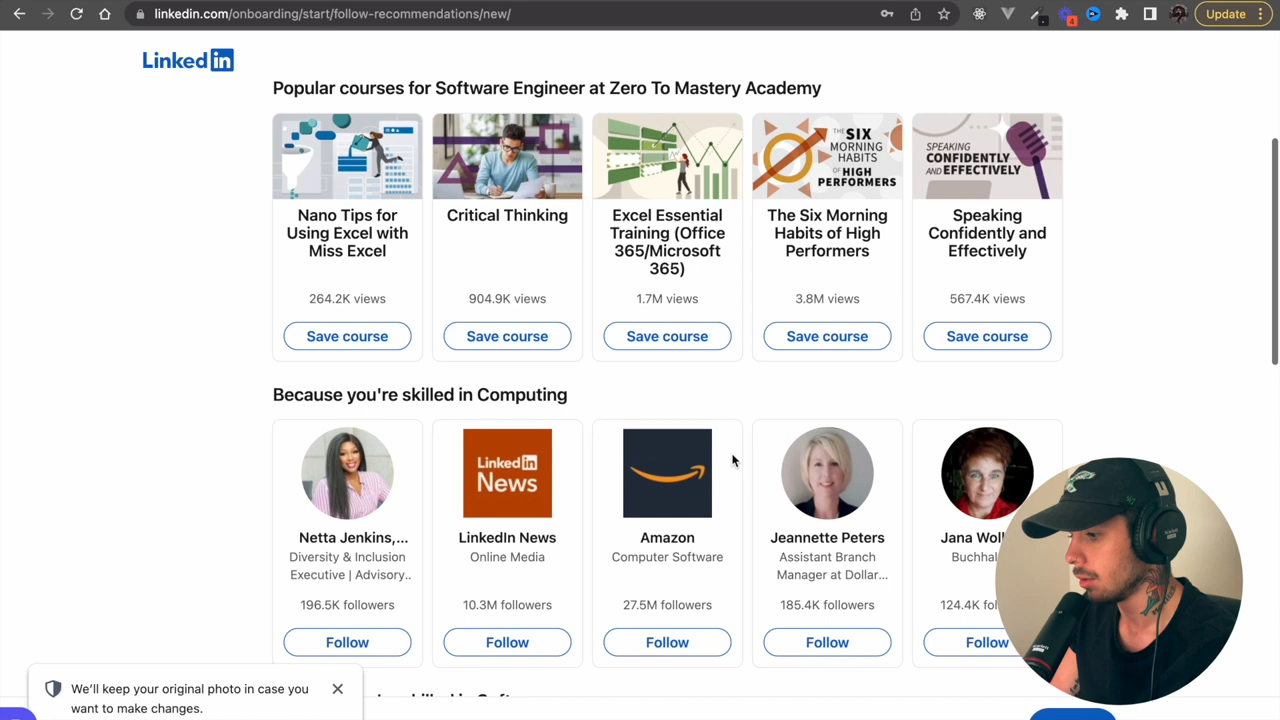 linkedin.com/onboarding/start/follow-recommendations/new/
4
Update
Linked in
Popular courses for Software Engineer at Zero To Mastery Academy
THE
SIX
MORNING
HABITS
OF HIGH
PERFORMERS
SPEAKING
CONFIDENTLY
AND EFFECTIVELY
Nano Tips for
Using Excel with
Miss Excel
Critical Thinking
Excel Essential
Training (Office
365/Microsoft
365)
The Six Morning
Habits of High
Performers
Speaking
Confidently and
Effectively
264.2K views
904.9K views
1.7M views
3.8M views
567.4K views
Save course
Save course
Save course
Save course
Save course
Because you're skilled in Computing
Linked in
News
Netta Jenkins,...
Diversity & Inclusion
Executive | Advisory..
196.5K followers
Follow
LinkedIn News
Online Media
10.3M followers
Follow
Amazon
Computer Software
27.5M followers
Follow
Jeannette Peters
Assistant Branch
Manager at Dollar...
185.4K followers
Follow
Jana Woll
Buchhal
124.4K fo
Follow
We'll keep your original photo in case you
want to make changes.